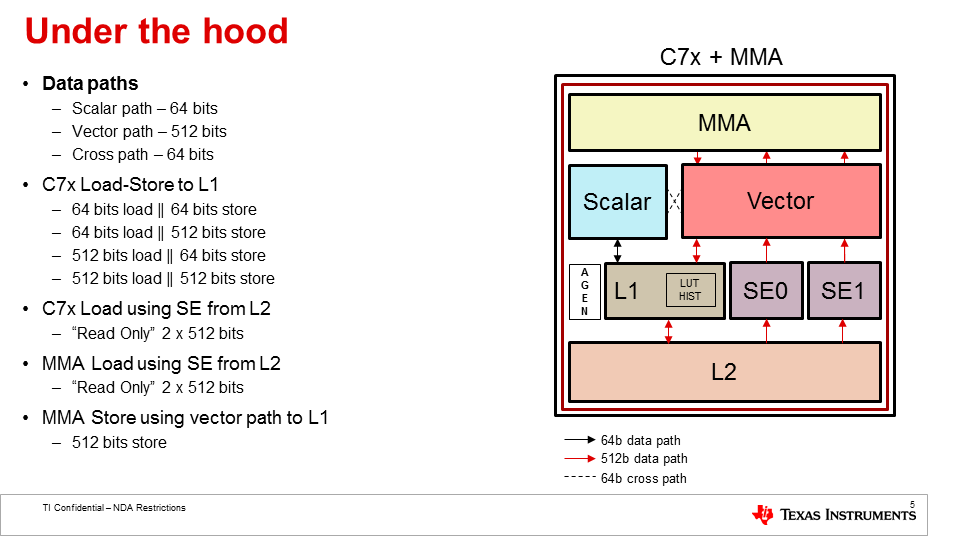 Under the hood
• Data paths
– Scalar path – 64 bits
– Vector path – 512 bits
– Cross path – 64 bits
• C7x Load-Store to L1
– 64 bits load || 64 bits store
– 64 bits load || 512 bits store
– 512 bits load || 64 bits store
– 512 bits load || 512 bits store
• C7x Load using SE from L2
– “Read Only” 2 x 512 bits
• MMA Load using SE from L2
– “Read Only” 2 x 512 bits
• MMA Store using vector path to L1
– 512 bits store
C7x + MMA
MMA
Scalar
Vector
A
G
E
N
L1
LUT
HIST
SE0
SE1
L2
64b data path
512b data path
64b cross path
TI Confidential – NDA Restrictions
5
TEXAS INSTRUMENTS